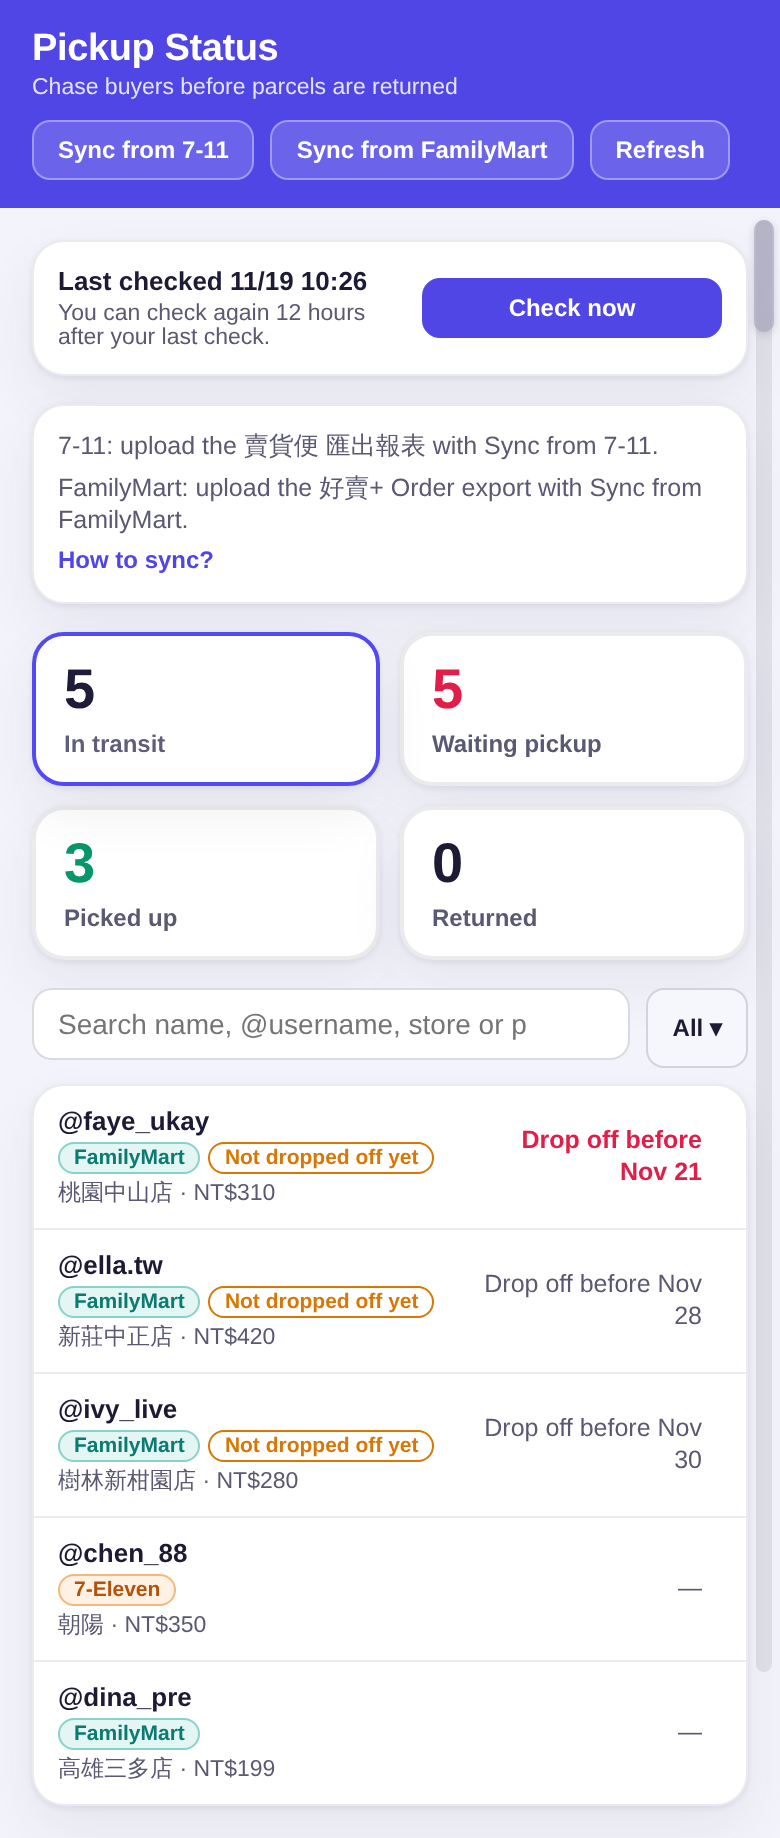 Pickup Status
Chase buyers before parcels are returned
Sync from 7-11
Sync from FamilyMart
Refresh
Last checked 11/19 10:26
You can check again 12 hours
after your last check.
Check now
7-11: upload the 賣貨便 匯出報表 with Sync from 7-11.
FamilyMart: upload the 好賣+ Order export with Sync from
FamilyMart.
How to sync?
5
In transit
5
Waiting pickup
3
Picked up
0
Returned
Search name, @username, store or p
All ▾
@faye_ukay
FamilyMart
Not dropped off yet
桃園中山店 · NT$310
Drop off before
Nov 21
@ella.tw
FamilyMart
Not dropped off yet
新莊中正店 · NT$420
Drop off before Nov
28
@ivy_live
FamilyMart
Not dropped off yet
樹林新柑園店 · NT$280
Drop off before Nov
30
@chen_88
7-Eleven
朝陽 · NT$350
—
@dina_pre
FamilyMart
高雄三多店 · NT$199
—